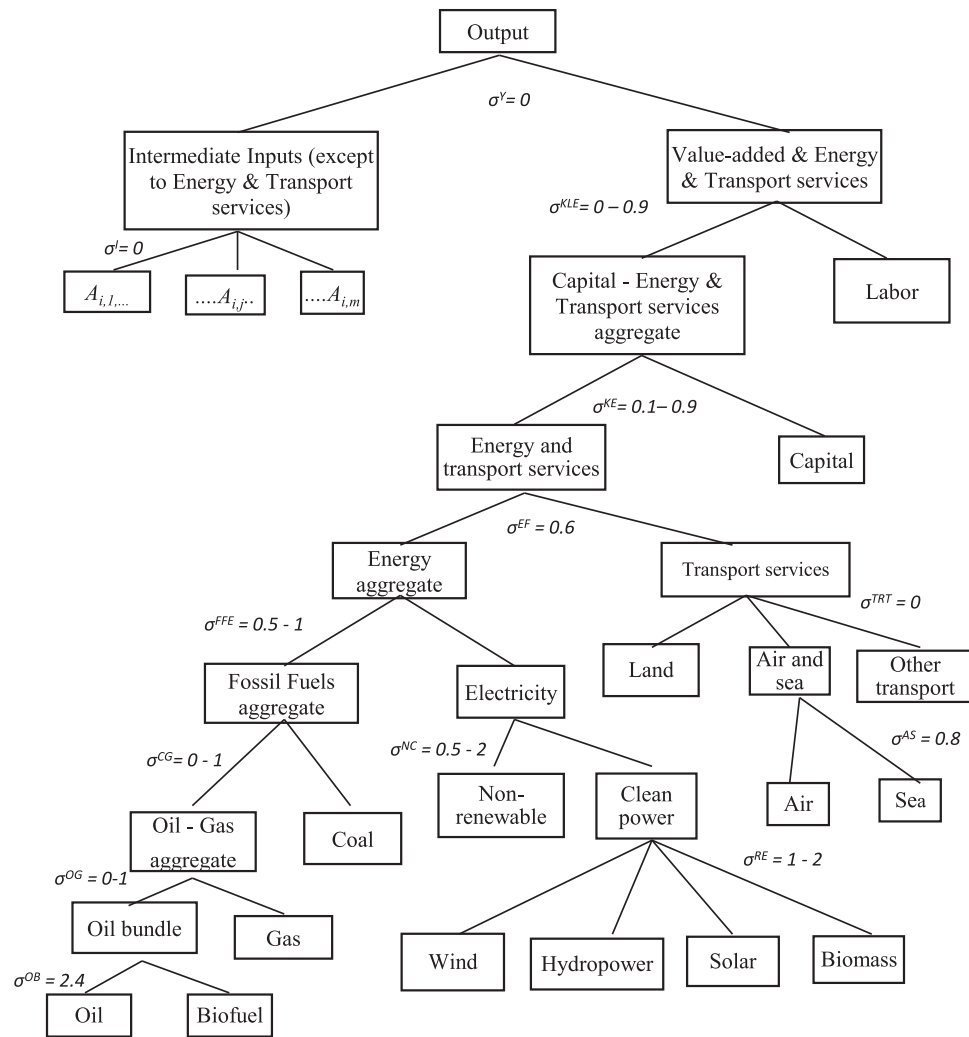 Output
σ^Y= 0
Intermediate Inputs (except
to Energy & Transport
services)
Value-added & Energy
& Transport services
σ^KLE= 0 – 0.9
σ^I= 0
A_i,1,...
....A_i,j..
....A_i,m
Capital - Energy &
Transport services
aggregate
Labor
σ^KE= 0.1– 0.9
Energy and
transport services
Capital
σ^EF = 0.6
Energy
aggregate
Transport services
σ^FFE = 0.5 - 1
σ^TRT = 0
Fossil Fuels
aggregate
Electricity
Land
Air and
sea
Other
transport
σ^CG= 0 - 1
σ^NC = 0.5 - 2
σ^AS = 0.8
Oil - Gas
aggregate
Coal
Non-
renewable
Clean
power
Air
Sea
σ^OG = 0-1
σ^RE = 1 - 2
Oil bundle
Gas
Wind
Hydropower
Solar
Biomass
σ^OB = 2.4
Oil
Biofuel